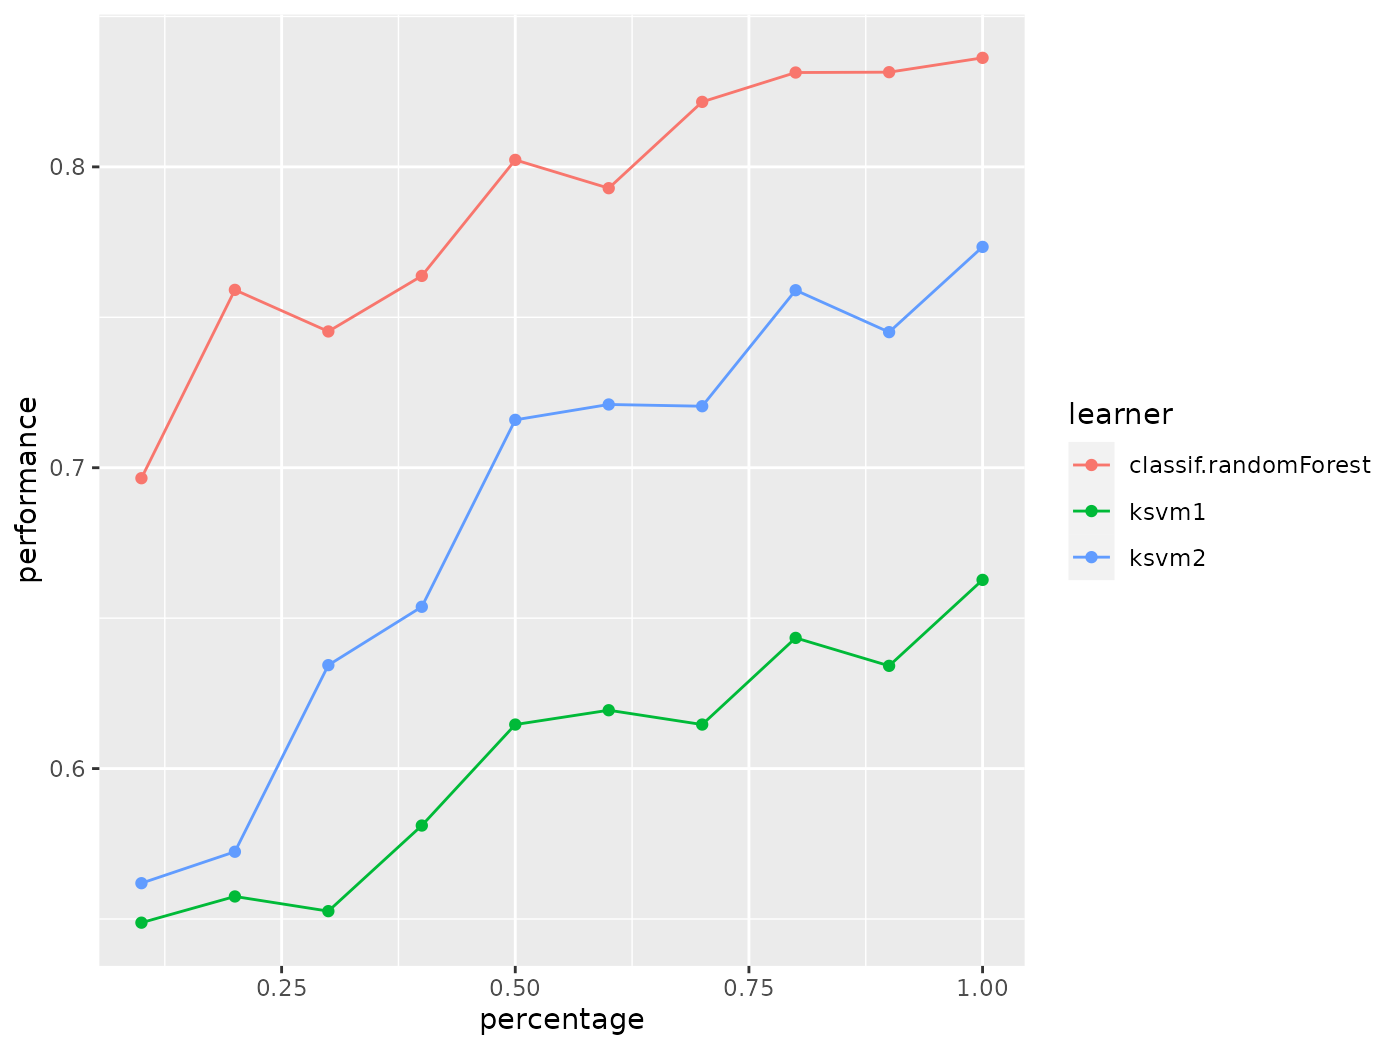 0.8
0.7
0.6
performance
0.25
0.50
0.75
1.00
percentage
learner
classif.randomForest
ksvm1
ksvm2